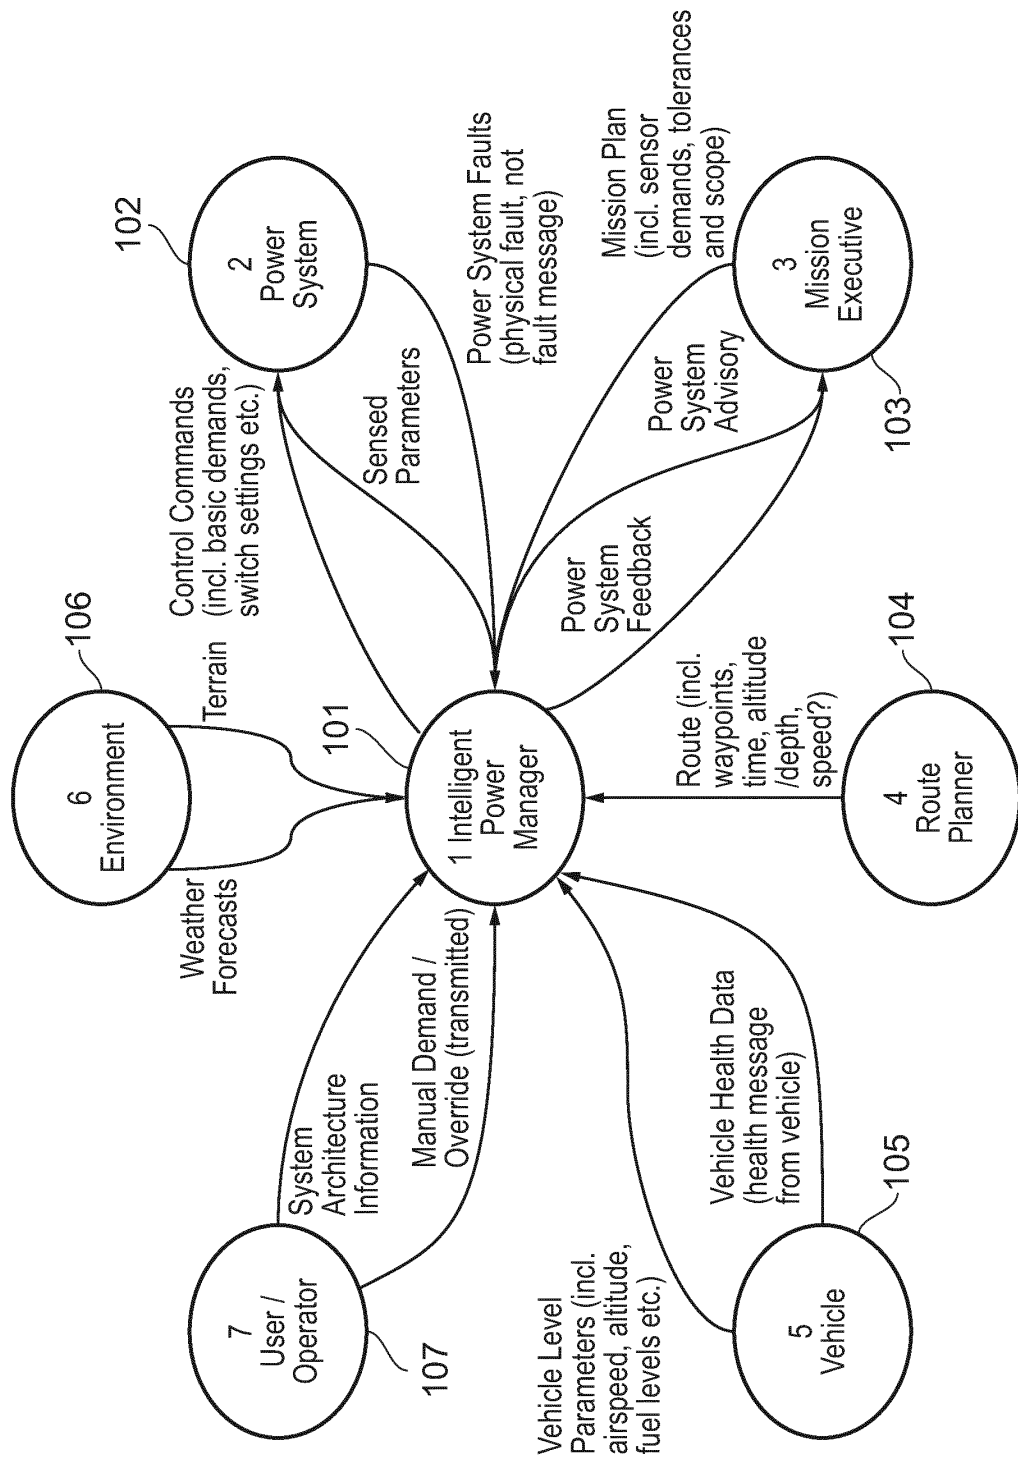 102
2
Power
System
Control Commands
(incl. basic demands,
switch settings etc.)
Sensed
Parameters
Power System Faults
(physical fault, not
fault message)
Mission Plan
(incl. sensor
demands, tolerances
and scope)
3
Mission
Executive
103
Power
System
Advisory
Power
System
Feedback
106
6
Environment
Terrain
Weather
Forecasts
101
1 Intelligent
Power
Manager
Route (incl.
waypoints,
time, altitude
/depth,
speed?)
104
4
Route
Planner
System
Architecture
Information
Manual Demand /
Override (transmitted)
7
User /
Operator
107
Vehicle Level
Parameters (incl.
airspeed, altitude,
fuel levels etc.)
Vehicle Health Data
(health message
from vehicle)
105
5
Vehicle